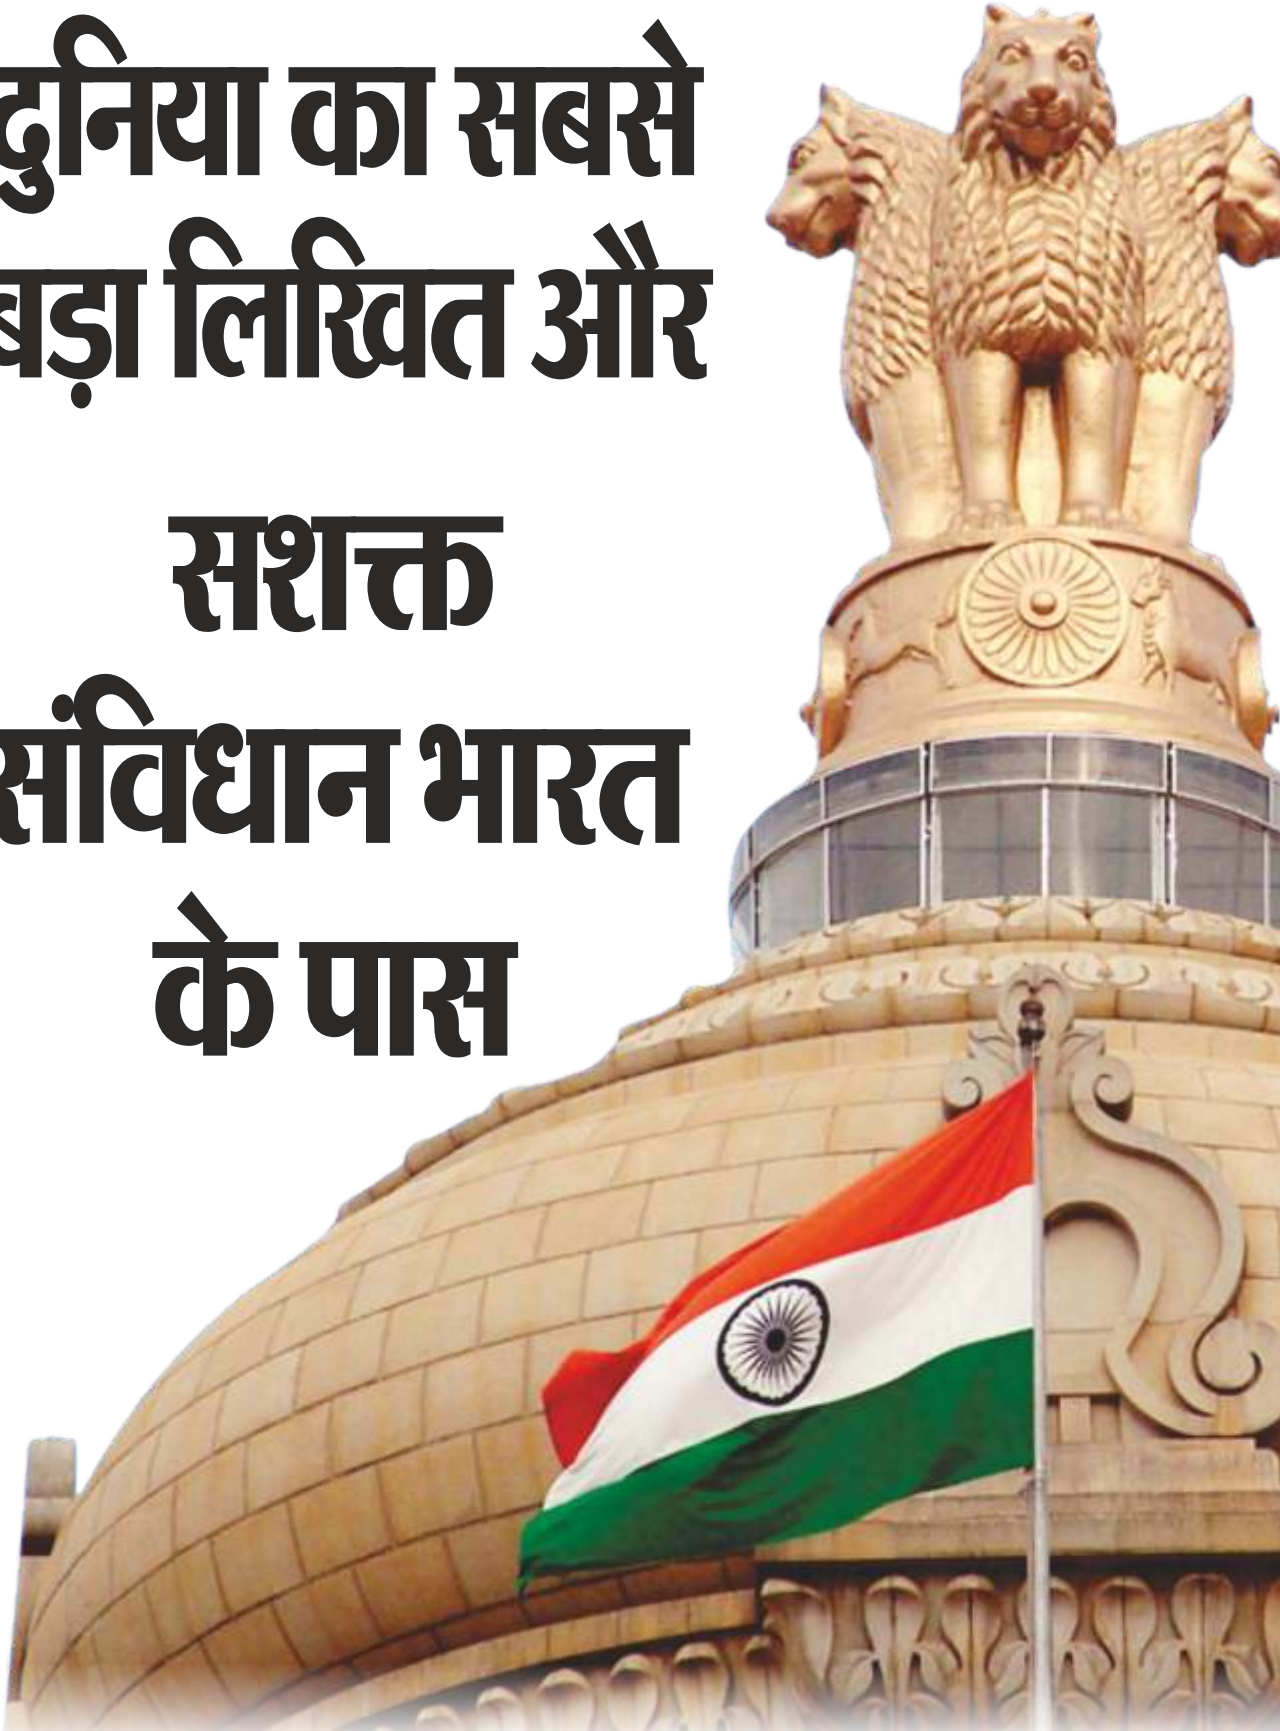 दुनिया का सबसे
बड़ा लिखित और
सशक्त
संविधान भारत
के पास